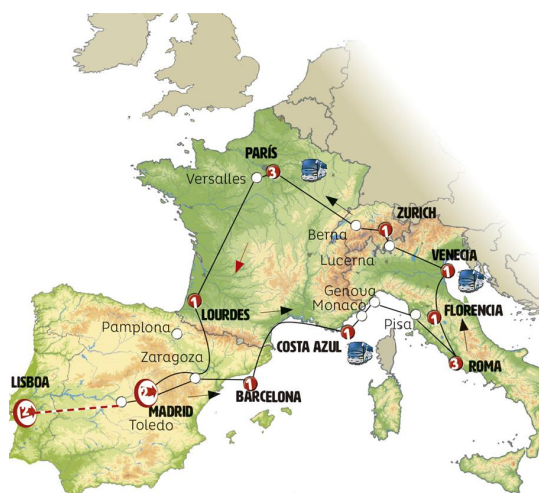 PARÍS
3
Versalles
ZURICH
1
Berna
Lucerna
VENECIA
1
Genova
Monaco
1
LOURDES
FLORENCIA
1
Pamplona
Pisa
1
COSTA AZUL
Zaragoza
3
ROMA
LISBOA
2
2
MADRID
1
BARCELONA
Toledo